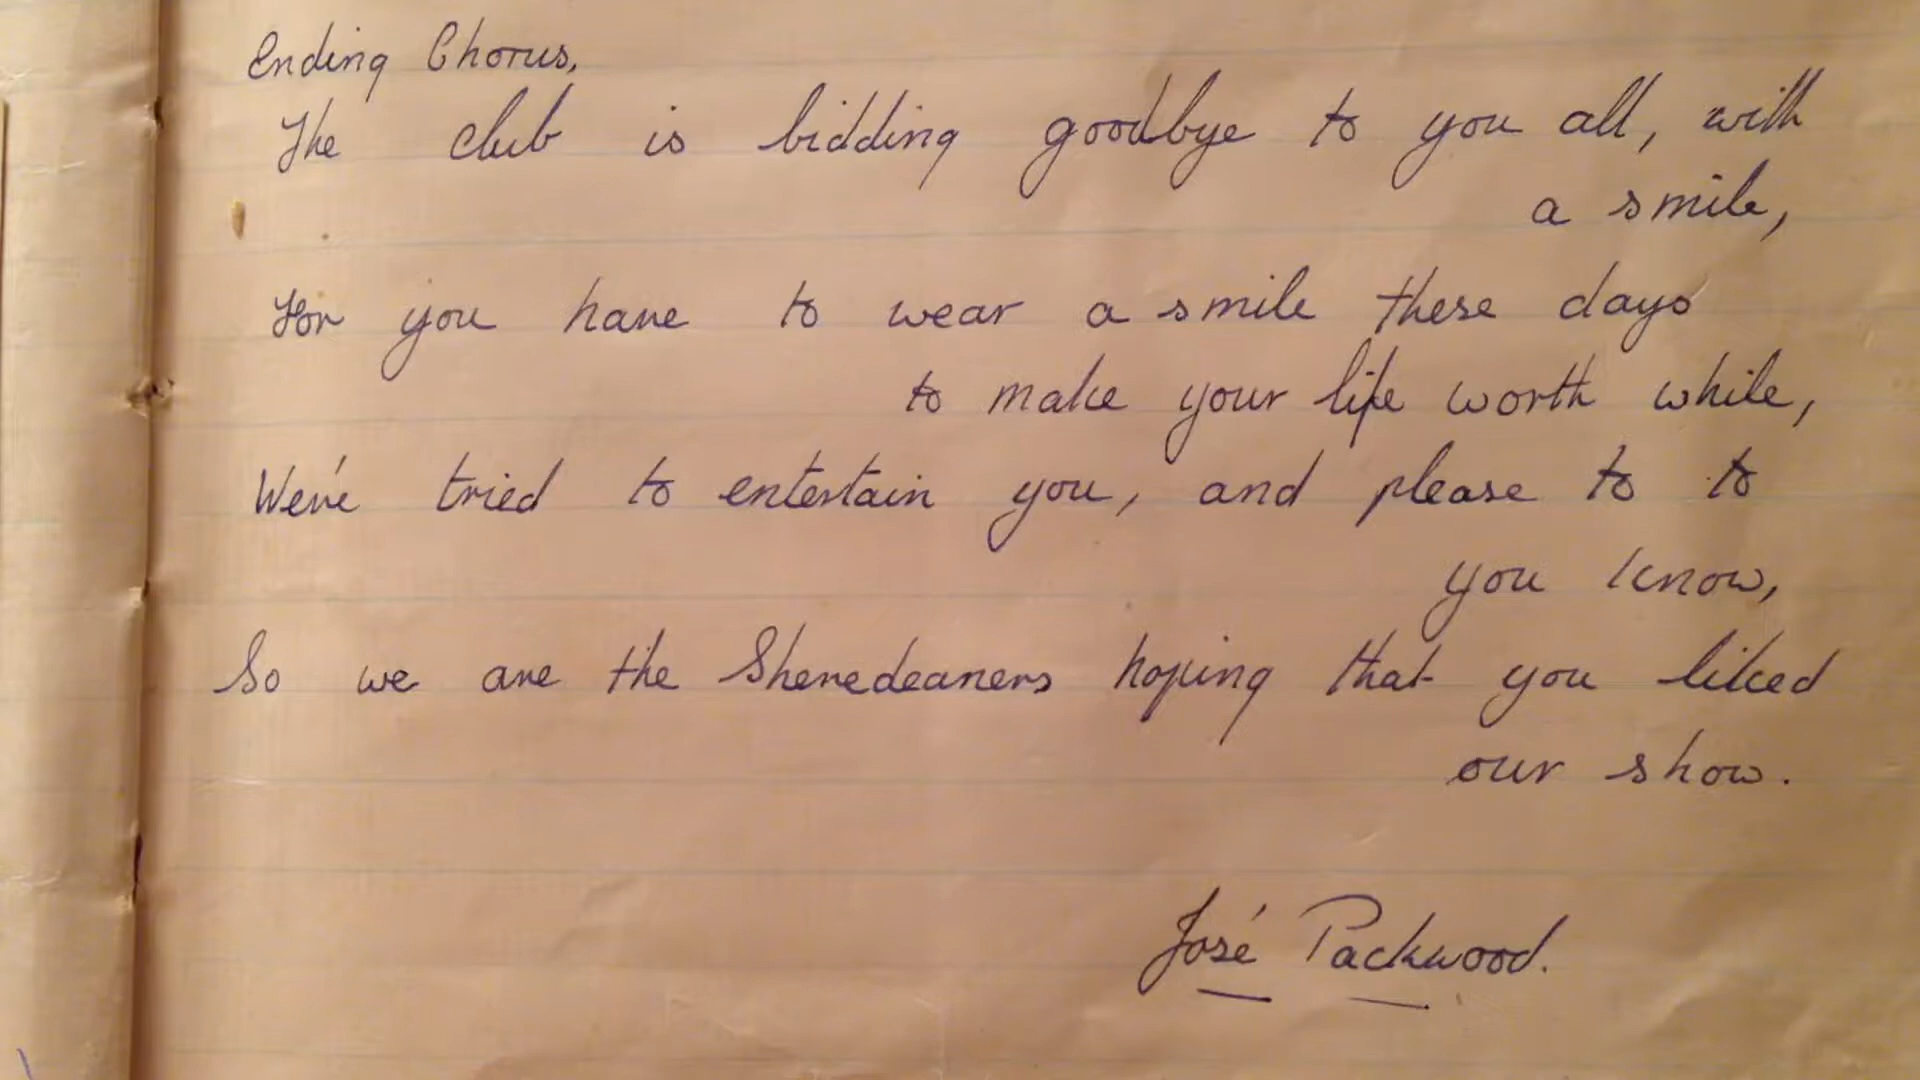 Ending Chorus,
The club is bidding goodbye to you all, with
a smile,
For you have to wear a smile these days
to make your life worth while,
We've tried to entertain you, and please to to
you know,
So we are the Shenedeaners hoping that you liked
our show.
José Packwood.